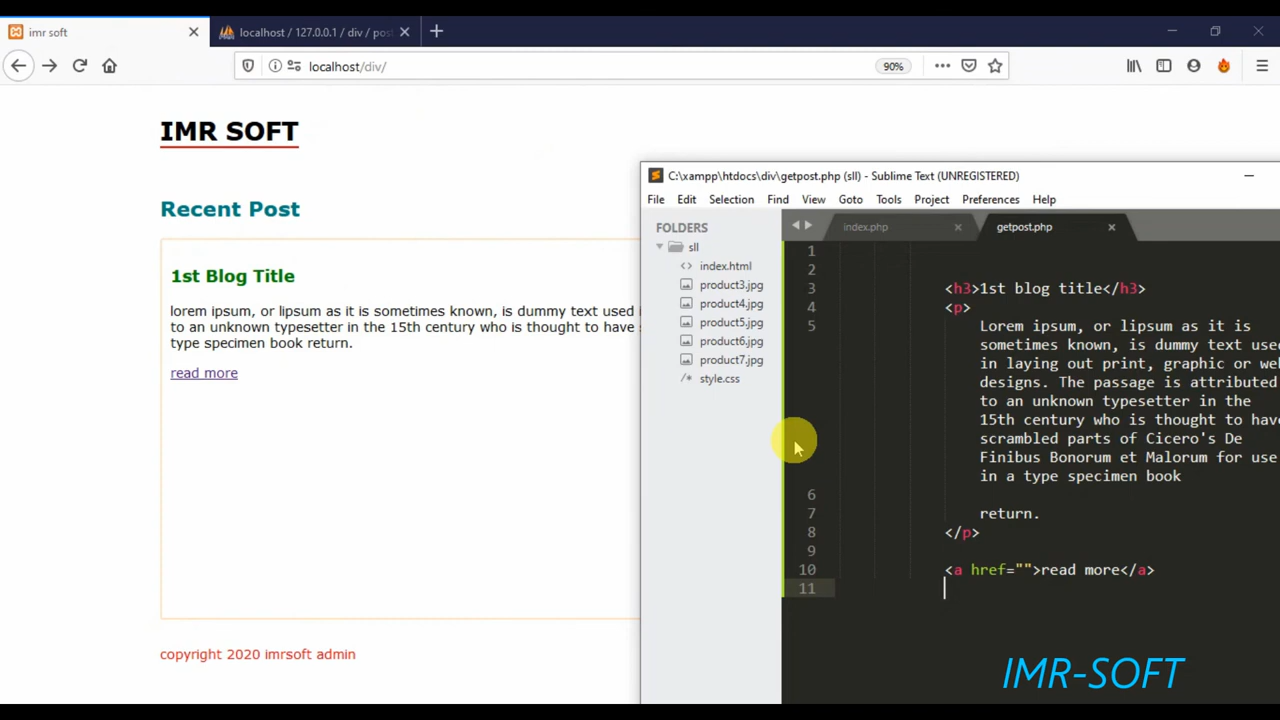 imr soft
localhost / 127.0.0.1 / div / pos
localhost/div/
90%
IMR SOFT
Recent Post
1st Blog Title
lorem ipsum, or lipsum as it is sometimes known, is dummy text used i
to an unknown typesetter in the 15th century who is thought to have s
type specimen book return.
read more
copyright 2020 imrsoft admin
C:\xampp\htdocs\div\getpost.php (sll) - Sublime Text (UNREGISTERED)
File Edit Selection Find View Goto Tools Project Preferences Help
FOLDERS
sll
index.html
product3.jpg
product4.jpg
product5.jpg
product6.jpg
product7.jpg
style.css
index.php
getpost.php
1
2
3 <h3>1st blog title</h3>
4 <p>
5 Lorem ipsum, or lipsum as it is
sometimes known, is dummy text used
in laying out print, graphic or web
designs. The passage is attributed
to an unknown typesetter in the
15th century who is thought to have
scrambled parts of Cicero's De
Finibus Bonorum et Malorum for use
in a type specimen book
6
7 return.
8 </p>
9
10 <a href="">read more</a>
11
IMR-SOFT